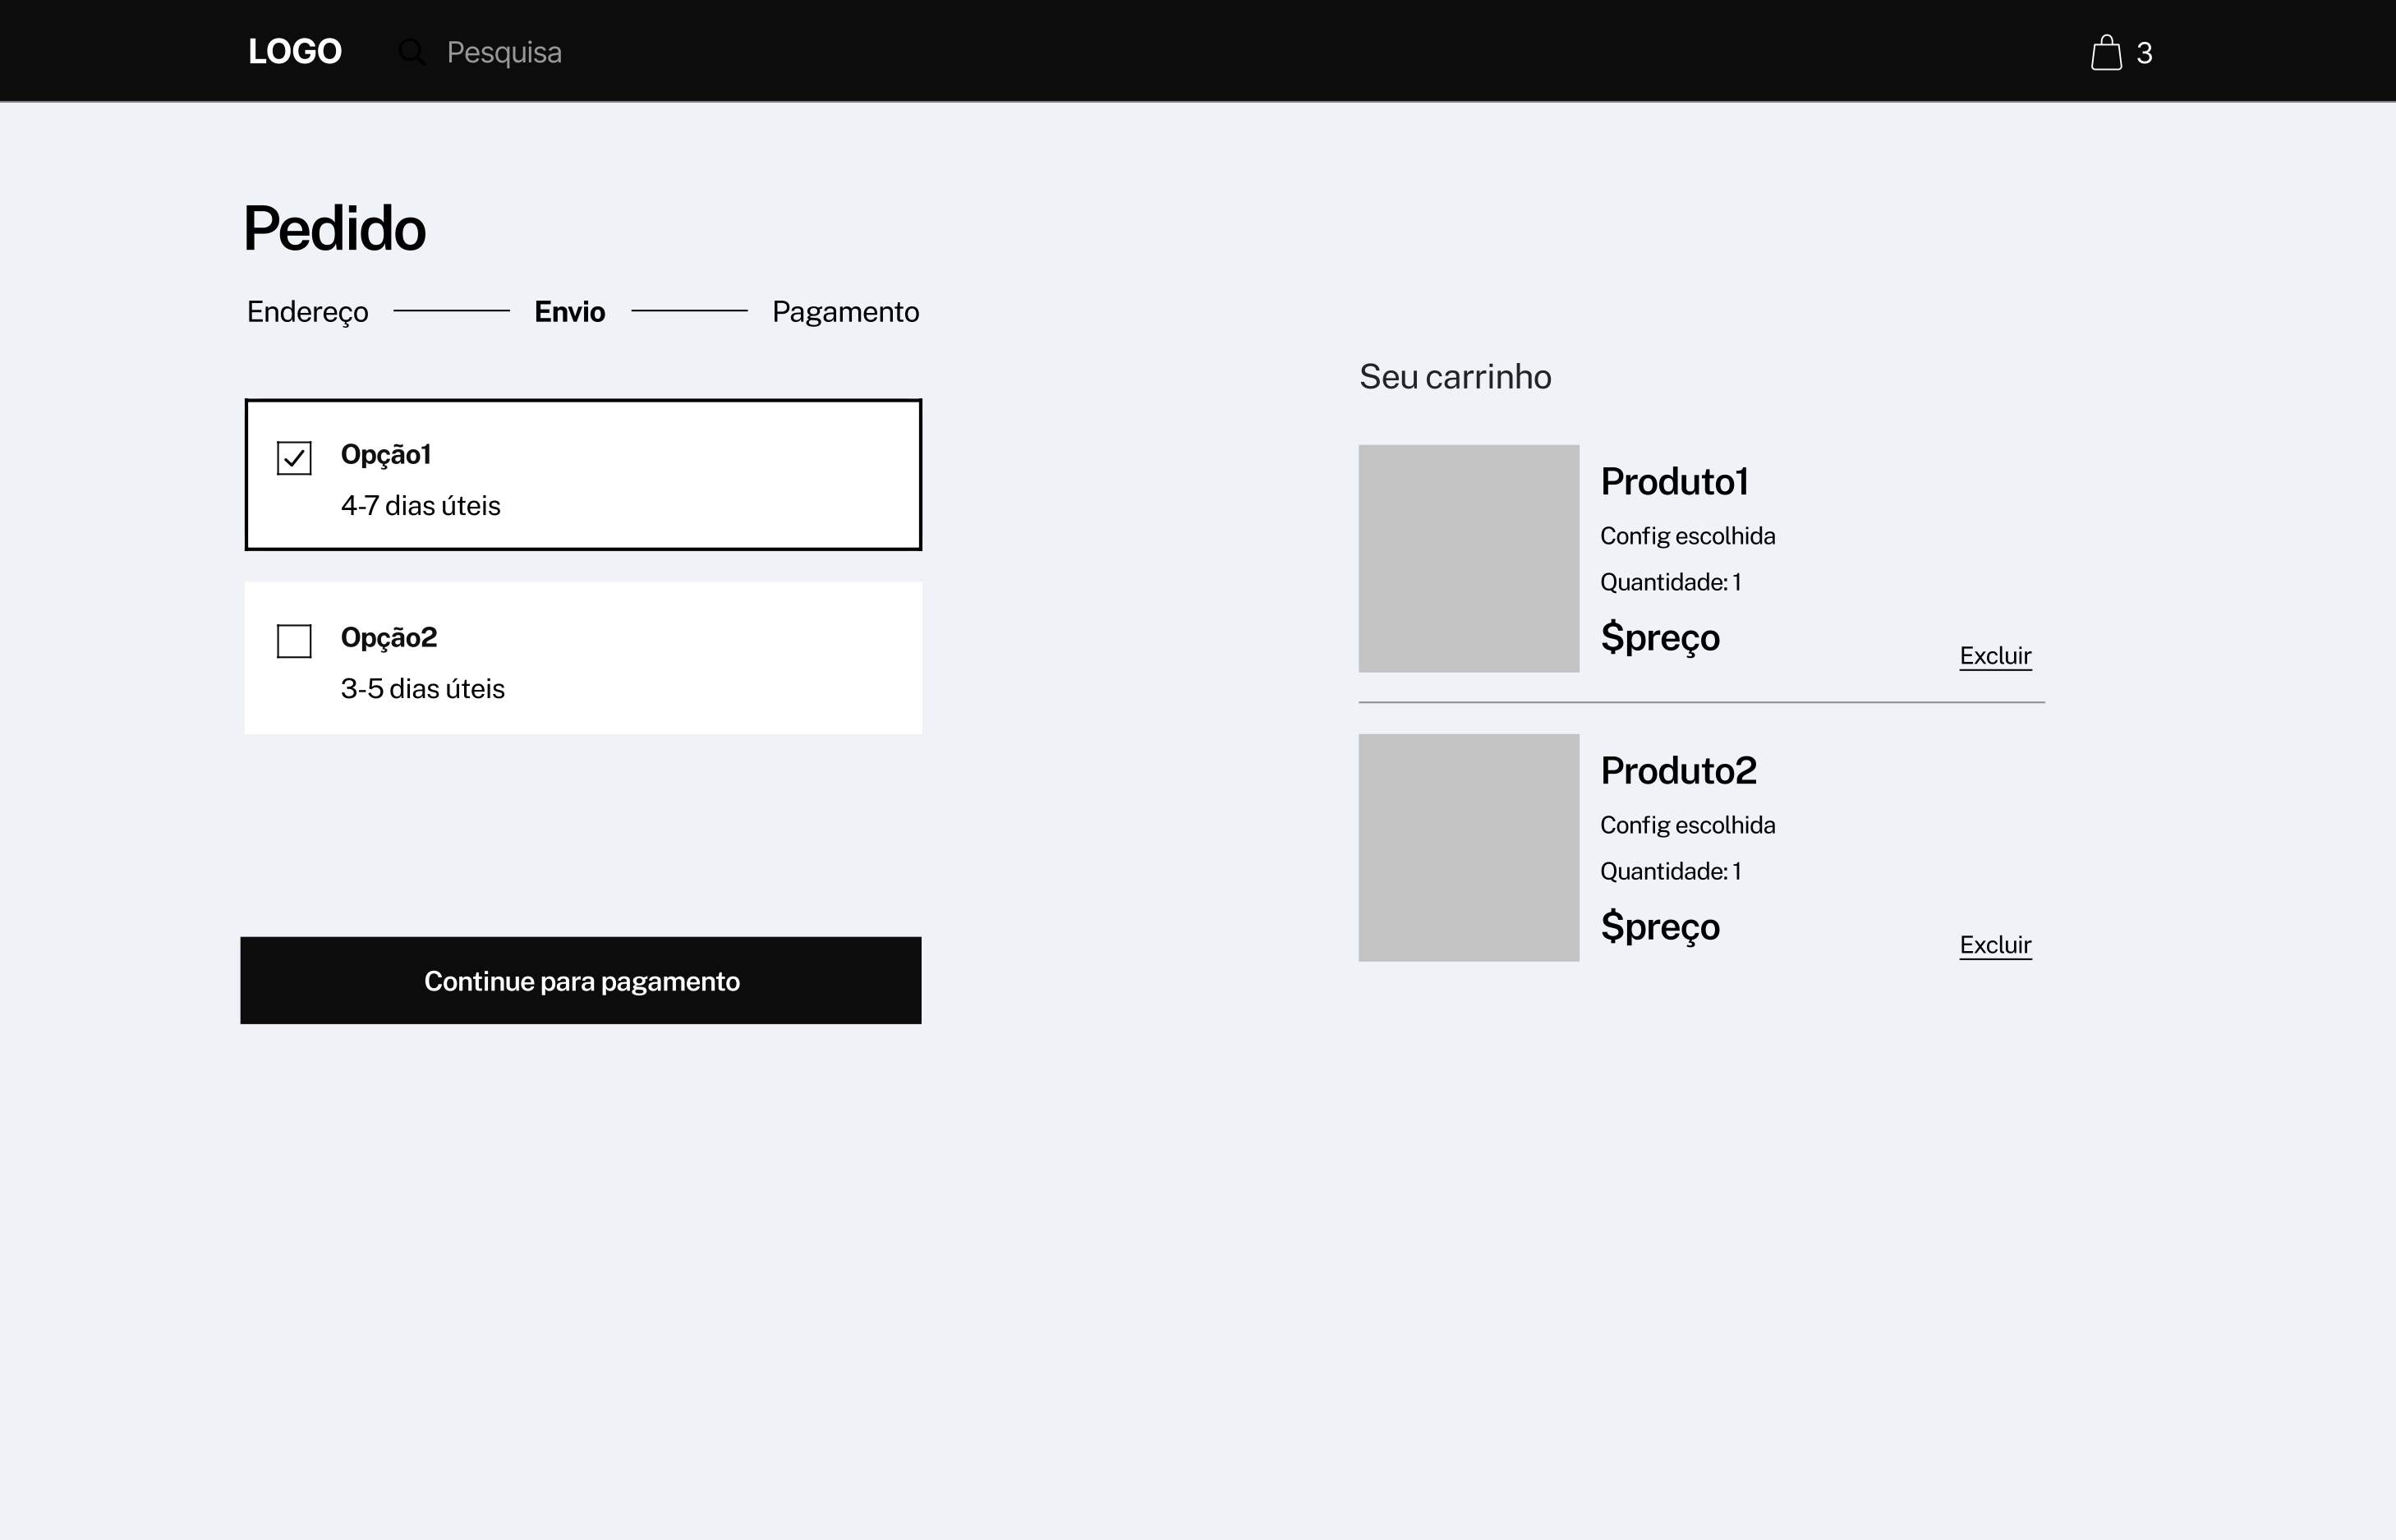 LOGO
Pesquisa
3
Pedido
Endereço
Envio
Pagamento
Opção1
4-7 dias úteis
Opção2
3-5 dias úteis
Continue para pagamento
Seu carrinho
Produto1
Config escolhida
Quantidade: 1
$preço
Excluir
Produto2
Config escolhida
Quantidade: 1
$preço
Excluir